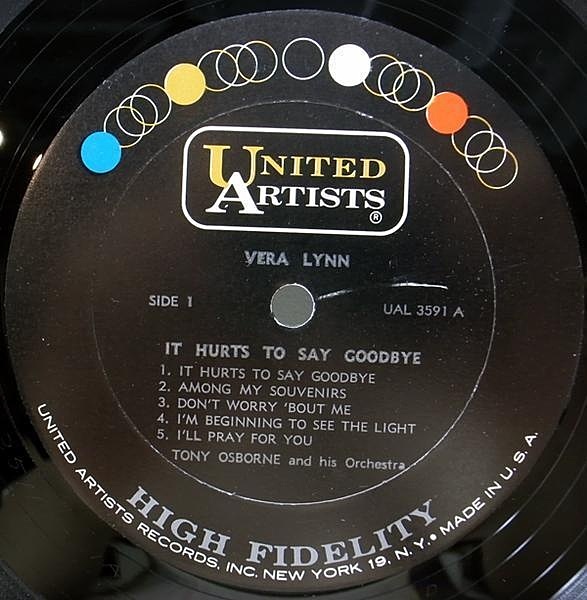 UNITED
ARTISTS
®
VERA LYNN
SIDE 1
UAL 3591 A
IT HURTS TO SAY GOODBYE
1. IT HURTS TO SAY GOODBYE
2. AMONG MY SOUVENIRS
3. DON'T WORRY 'BOUT ME
4. I'M BEGINNING TO SEE THE LIGHT
5. I'LL PRAY FOR YOU
TONY OSBORNE and his Orchestra
HIGH FIDELITY
UNITED ARTISTS RECORDS, INC. NEW YORK 19, N.Y. • MADE IN U.S.A.